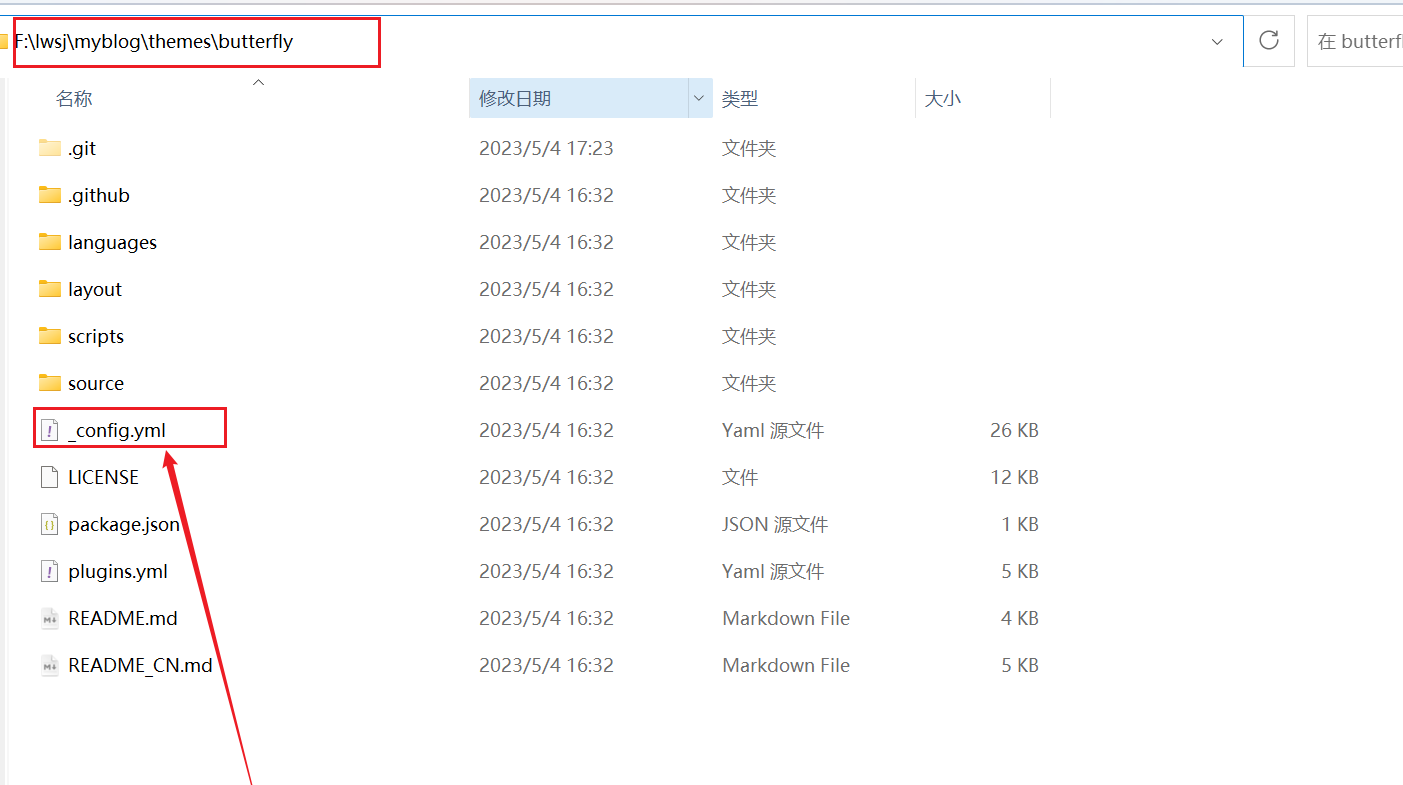 F:\lwsj\myblog\themes\butterfly 在 butterfl
名称 修改日期 类型 大小
.git 2023/5/4 17:23 文件夹
.github 2023/5/4 16:32 文件夹
languages 2023/5/4 16:32 文件夹
layout 2023/5/4 16:32 文件夹
scripts 2023/5/4 16:32 文件夹
source 2023/5/4 16:32 文件夹
_config.yml 2023/5/4 16:32 Yaml 源文件 26 KB
LICENSE 2023/5/4 16:32 文件 12 KB
package.json 2023/5/4 16:32 JSON 源文件 1 KB
plugins.yml 2023/5/4 16:32 Yaml 源文件 5 KB
README.md 2023/5/4 16:32 Markdown File 4 KB
README_CN.md 2023/5/4 16:32 Markdown File 5 KB